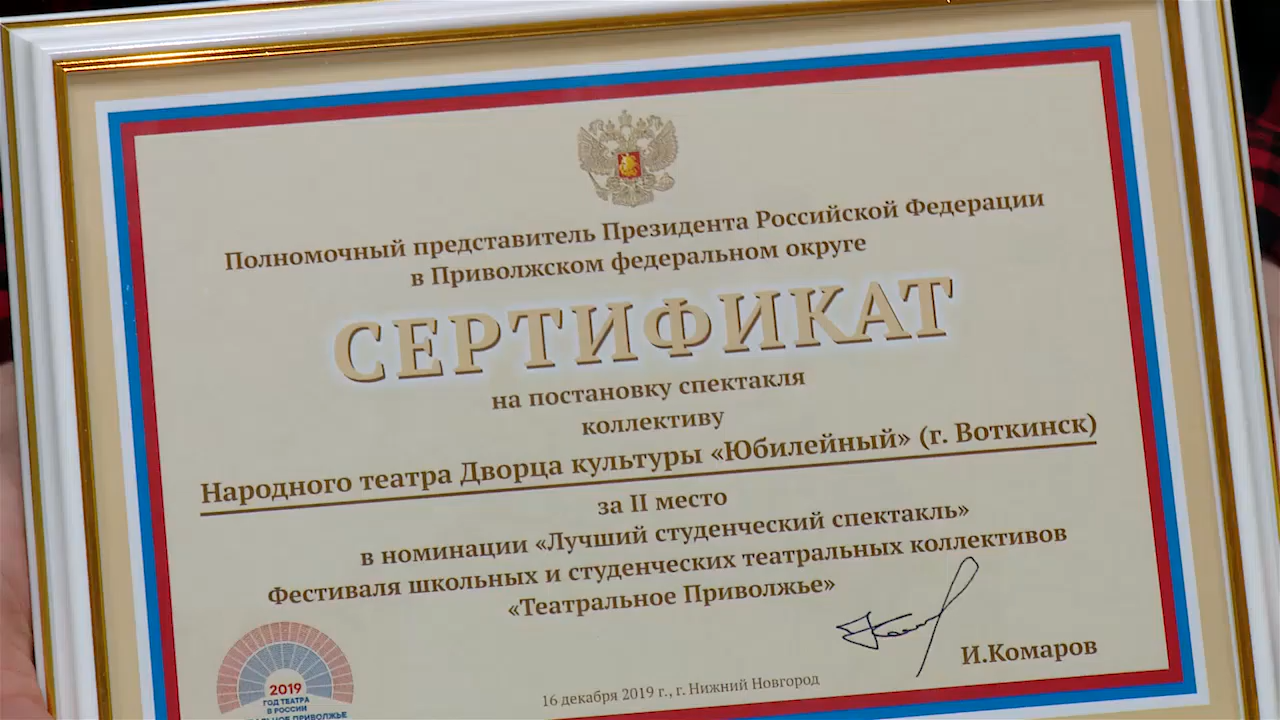 Полномочный представитель Президента Российской Федерации
в Приволжском федеральном округе
СЕРТИФИКАТ
на постановку спектакля
коллективу
Народного театра Дворца культуры «Юбилейный» (г. Воткинск)
за II место
в номинации «Лучший студенческий спектакль»
Фестиваля школьных и студенческих театральных коллективов
«Театральное Приволжье»
И.Комаров
16 декабря 2019 г., г. Нижний Новгород
2019
ГОД ТЕАТРА
В РОССИИ
ПРИВОЛЖЬЕ